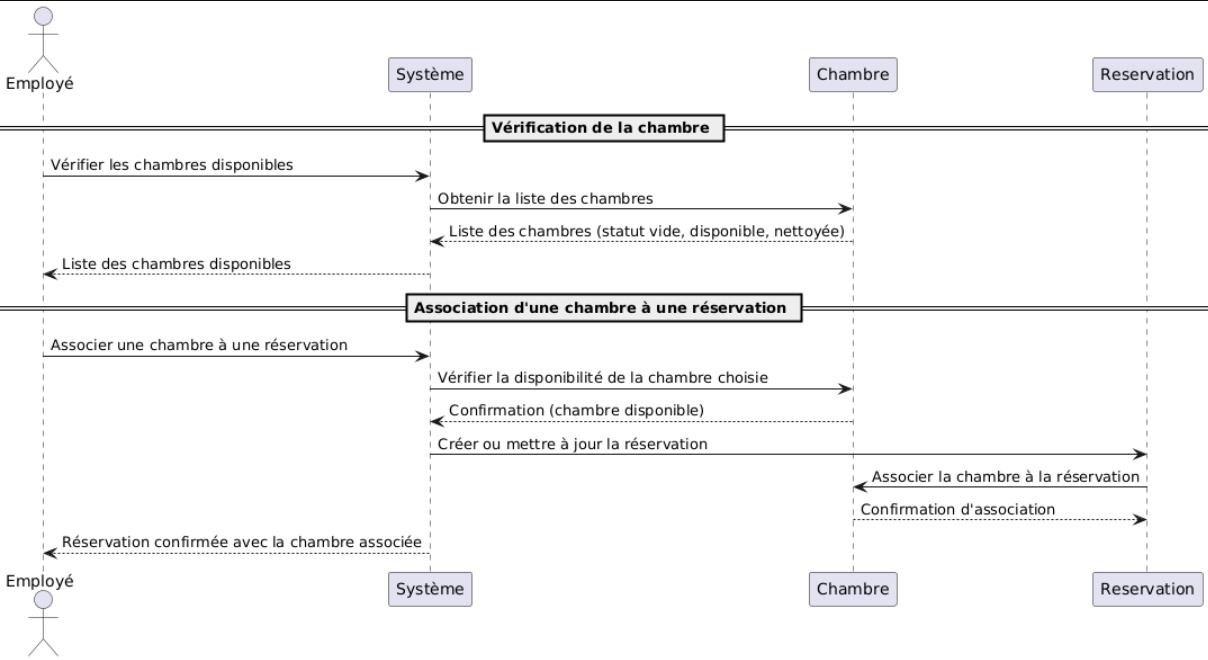 Employé
Système
Chambre
Reservation
Vérification de la chambre
Vérifier les chambres disponibles
Obtenir la liste des chambres
Liste des chambres (statut vide, disponible, nettoyée)
Liste des chambres disponibles
Association d'une chambre à une réservation
Associer une chambre à une réservation
Vérifier la disponibilité de la chambre choisie
Confirmation (chambre disponible)
Créer ou mettre à jour la réservation
Associer la chambre à la réservation
Confirmation d'association
Réservation confirmée avec la chambre associée
Employé
Système
Chambre
Reservation